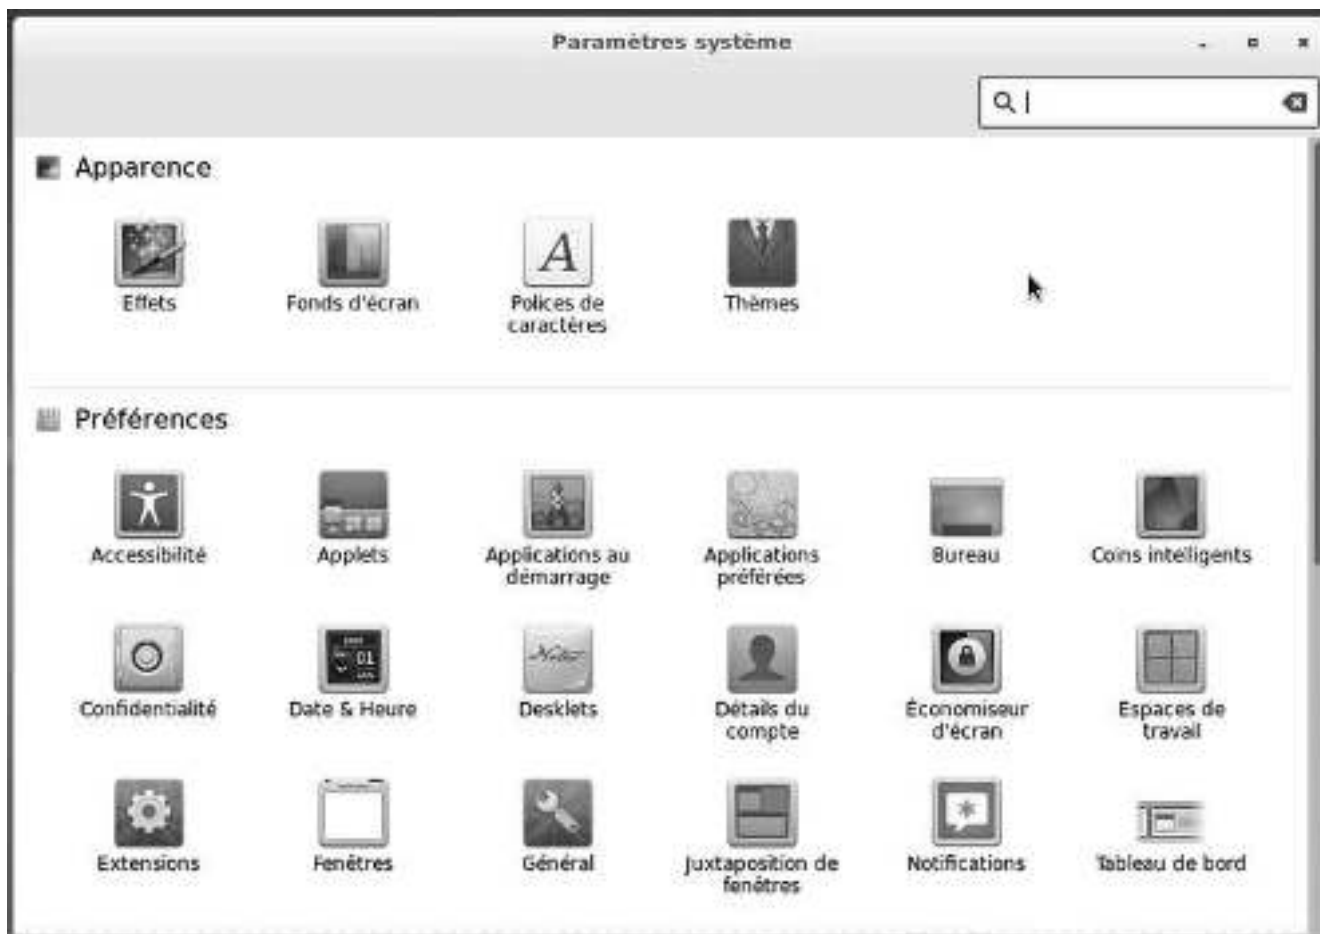 Paramètres système
Apparence
Effets
Fonds d'écran
Polices de
caractères
Thèmes
Préférences
Accessibilité
Applets
Applications au
démarrage
Applications
préférées
Bureau
Coins intelligents
Confidentialité
Date & Heure
Desklets
Détails du
compte
Économiseur
d'écran
Espaces de
travail
Extensions
Fenêtres
Général
Juxtaposition de
fenêtres
Notifications
Tableau de bord